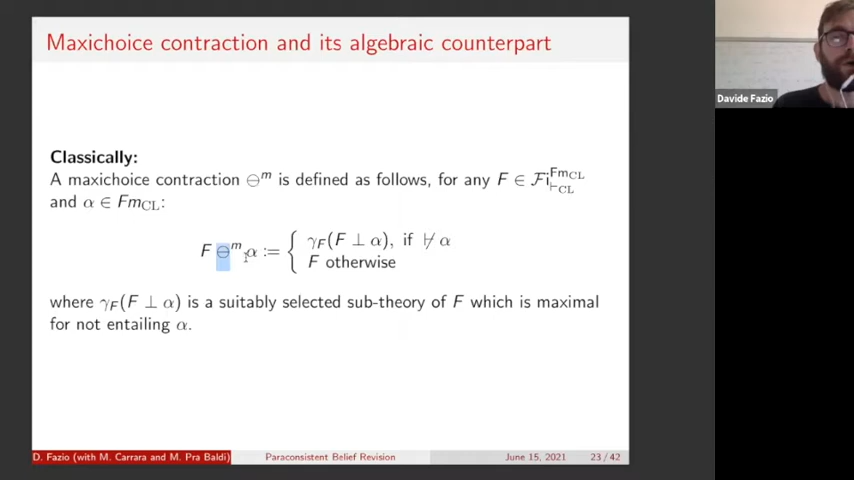 Maxichoice contraction and its algebraic counterpart
Davide Fazio
Classically:
A maxichoice contraction ⊖ᵐ is defined as follows, for any F ∈ 𝓕i^{Fm_CL}_{⊢_CL}
and α ∈ Fm_CL:
F ⊖ᵐ α := { γ_F(F ⊥ α), if ⊬ α
F otherwise
where γ_F(F ⊥ α) is a suitably selected sub-theory of F which is maximal
for not entailing α.
D. Fazio (with M. Carrara and M. Pra Baldi) Paraconsistent Belief Revision June 15, 2021 23 / 42